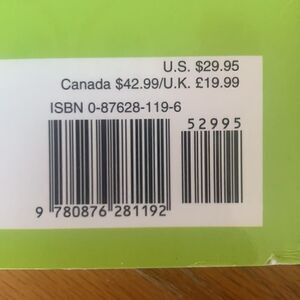 U.S. $29.95
Canada $42.99/U.K. £19.99
ISBN 0-87628-119-6
52995
9 780876 281192